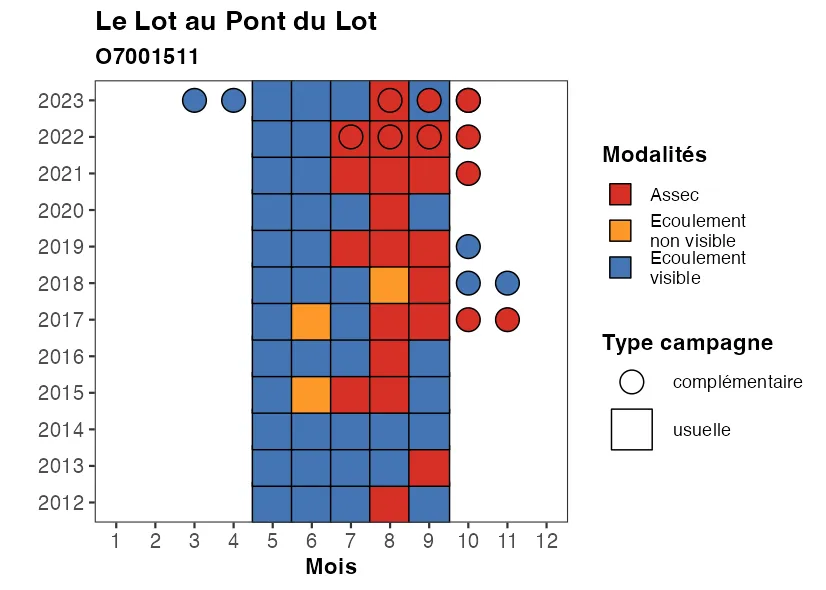 Le Lot au Pont du Lot
O7001511
2023
2022
2021
2020
2019
2018
2017
2016
2015
2014
2013
2012
1 2 3 4 5 6 7 8 9 10 11 12
Mois
Modalités
Assec
Ecoulement
non visible
Ecoulement
visible
Type campagne
complémentaire
usuelle